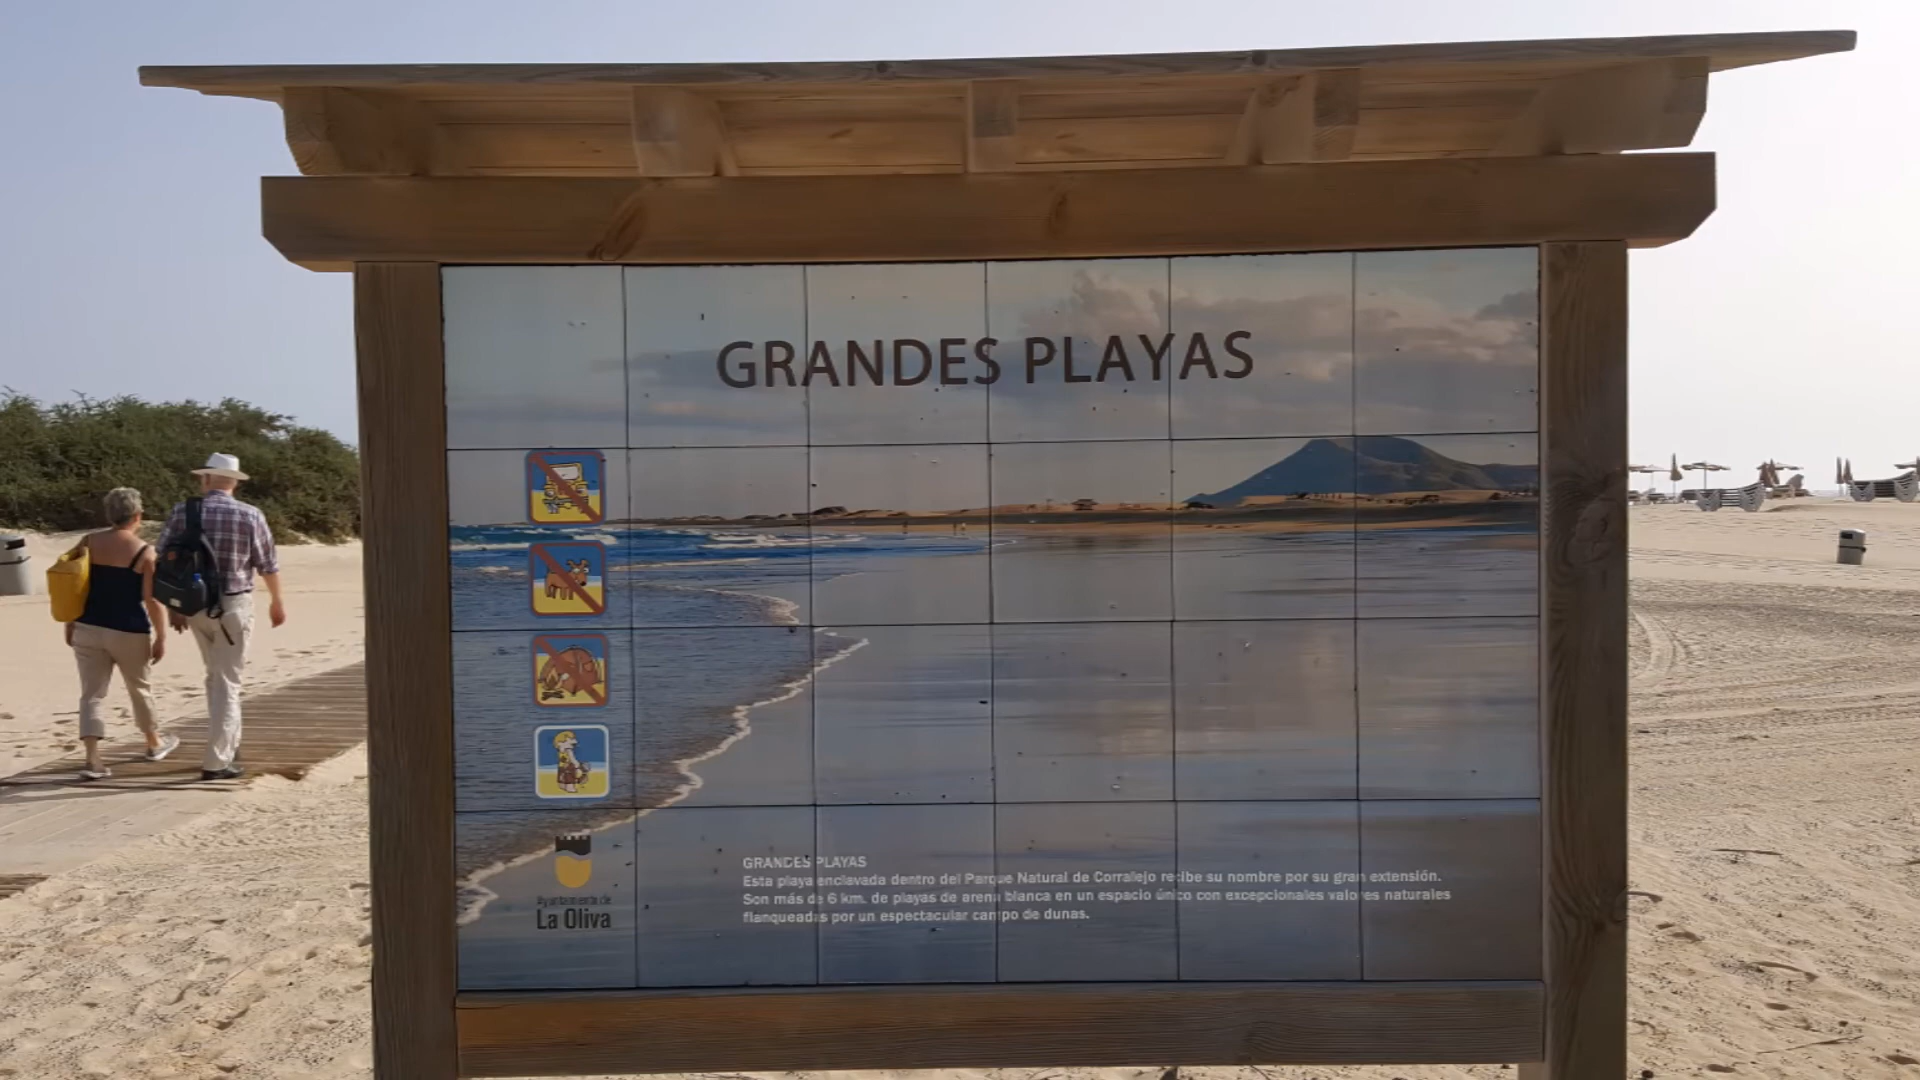 GRANDES PLAYAS
GRANDES PLAYAS
Esta playa enclavada dentro del Parque Natural de Corralejo recibe su nombre por su gran extensión.
Son más de 6 km. de playas de arena blanca en un espacio único con excepcionales valores naturales
flanqueadas por un espectacular campo de dunas.
Ayuntamiento de
La Oliva